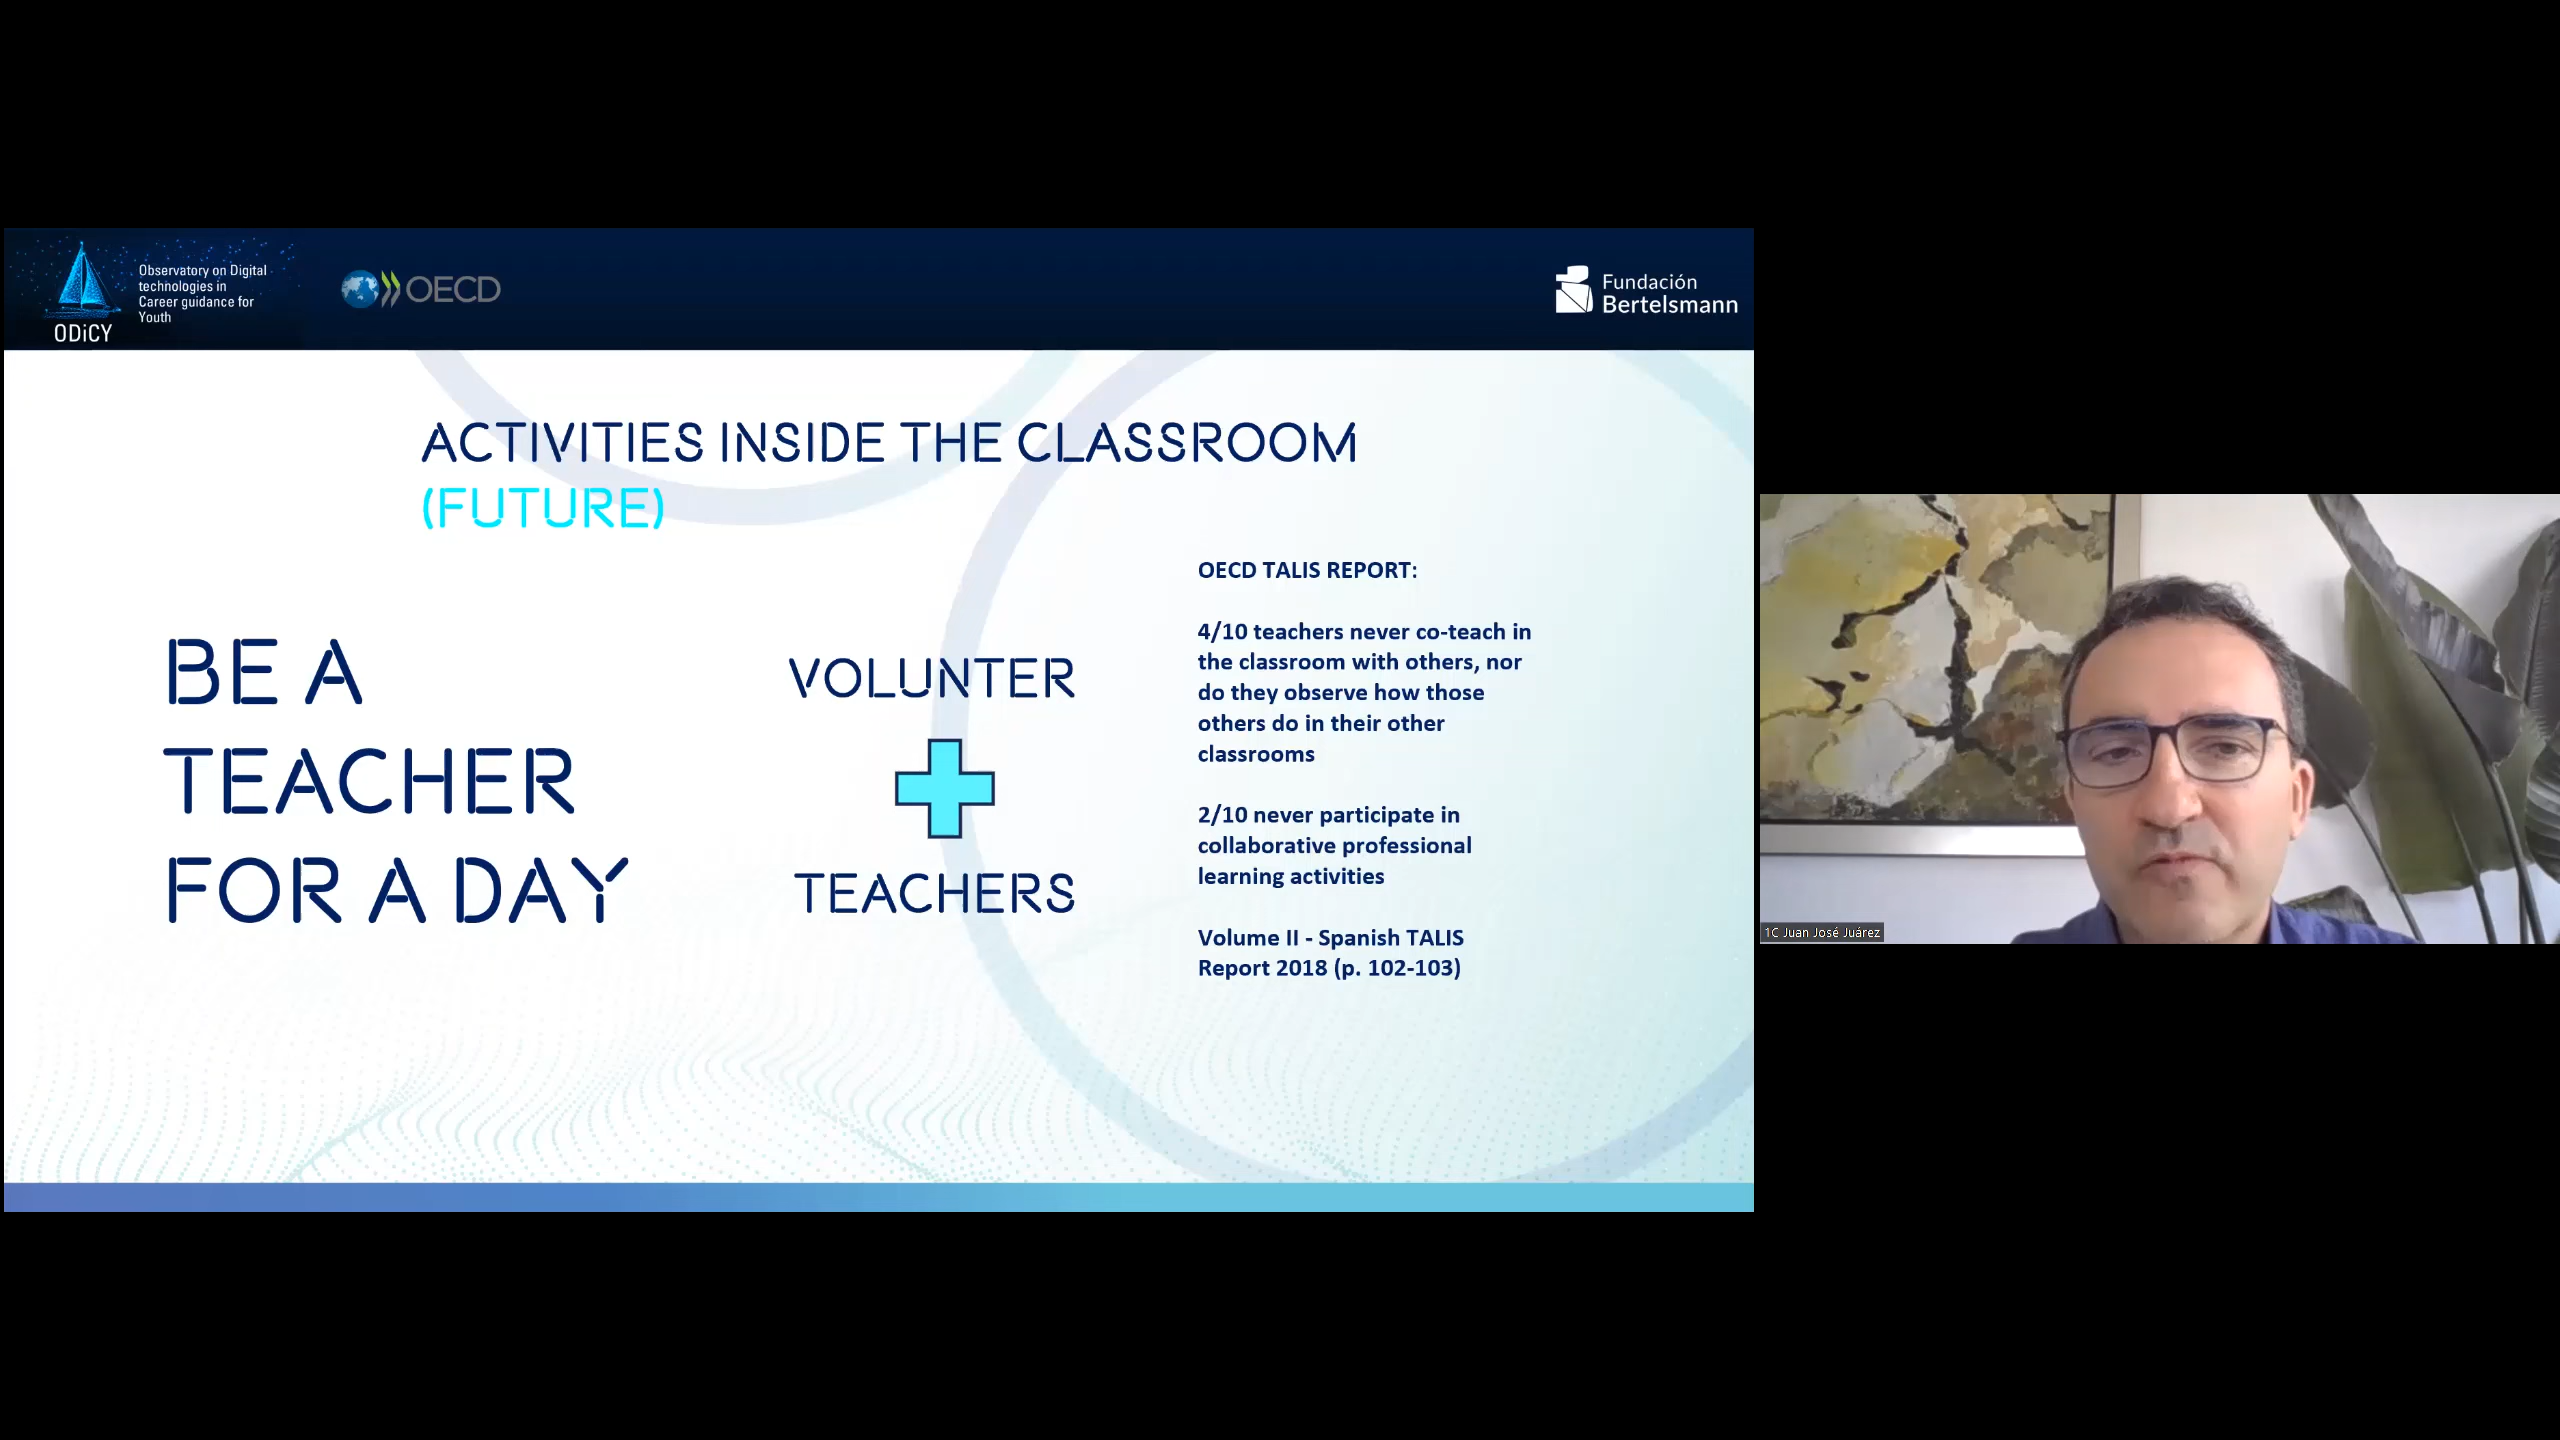 Observatory on Digital
technologies in
Career guidance for
Youth
ODiCY
OECD
Fundación
Bertelsmann
ACTIVITIES INSIDE THE CLASSROOM
(FUTURE)
BE A
TEACHER
FOR A DAY
VOLUNTER
TEACHERS
OECD TALIS REPORT:
4/10 teachers never co-teach in
the classroom with others, nor
do they observe how those
others do in their other
classrooms
2/10 never participate in
collaborative professional
learning activities
Volume II - Spanish TALIS
Report 2018 (p. 102-103)
1C Juan José Juárez